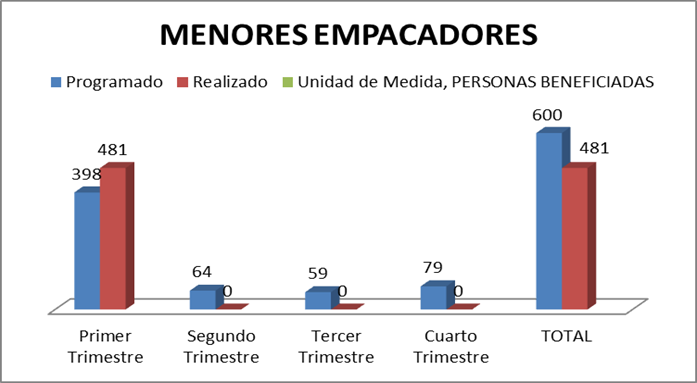 MENORES EMPACADORES
Programado Realizado Unidad de Medida, PERSONAS BENEFICIADAS
398 481
64 0
59 0
79 0
600 481
Primer Trimestre
Segundo Trimestre
Tercer Trimestre
Cuarto Trimestre
TOTAL